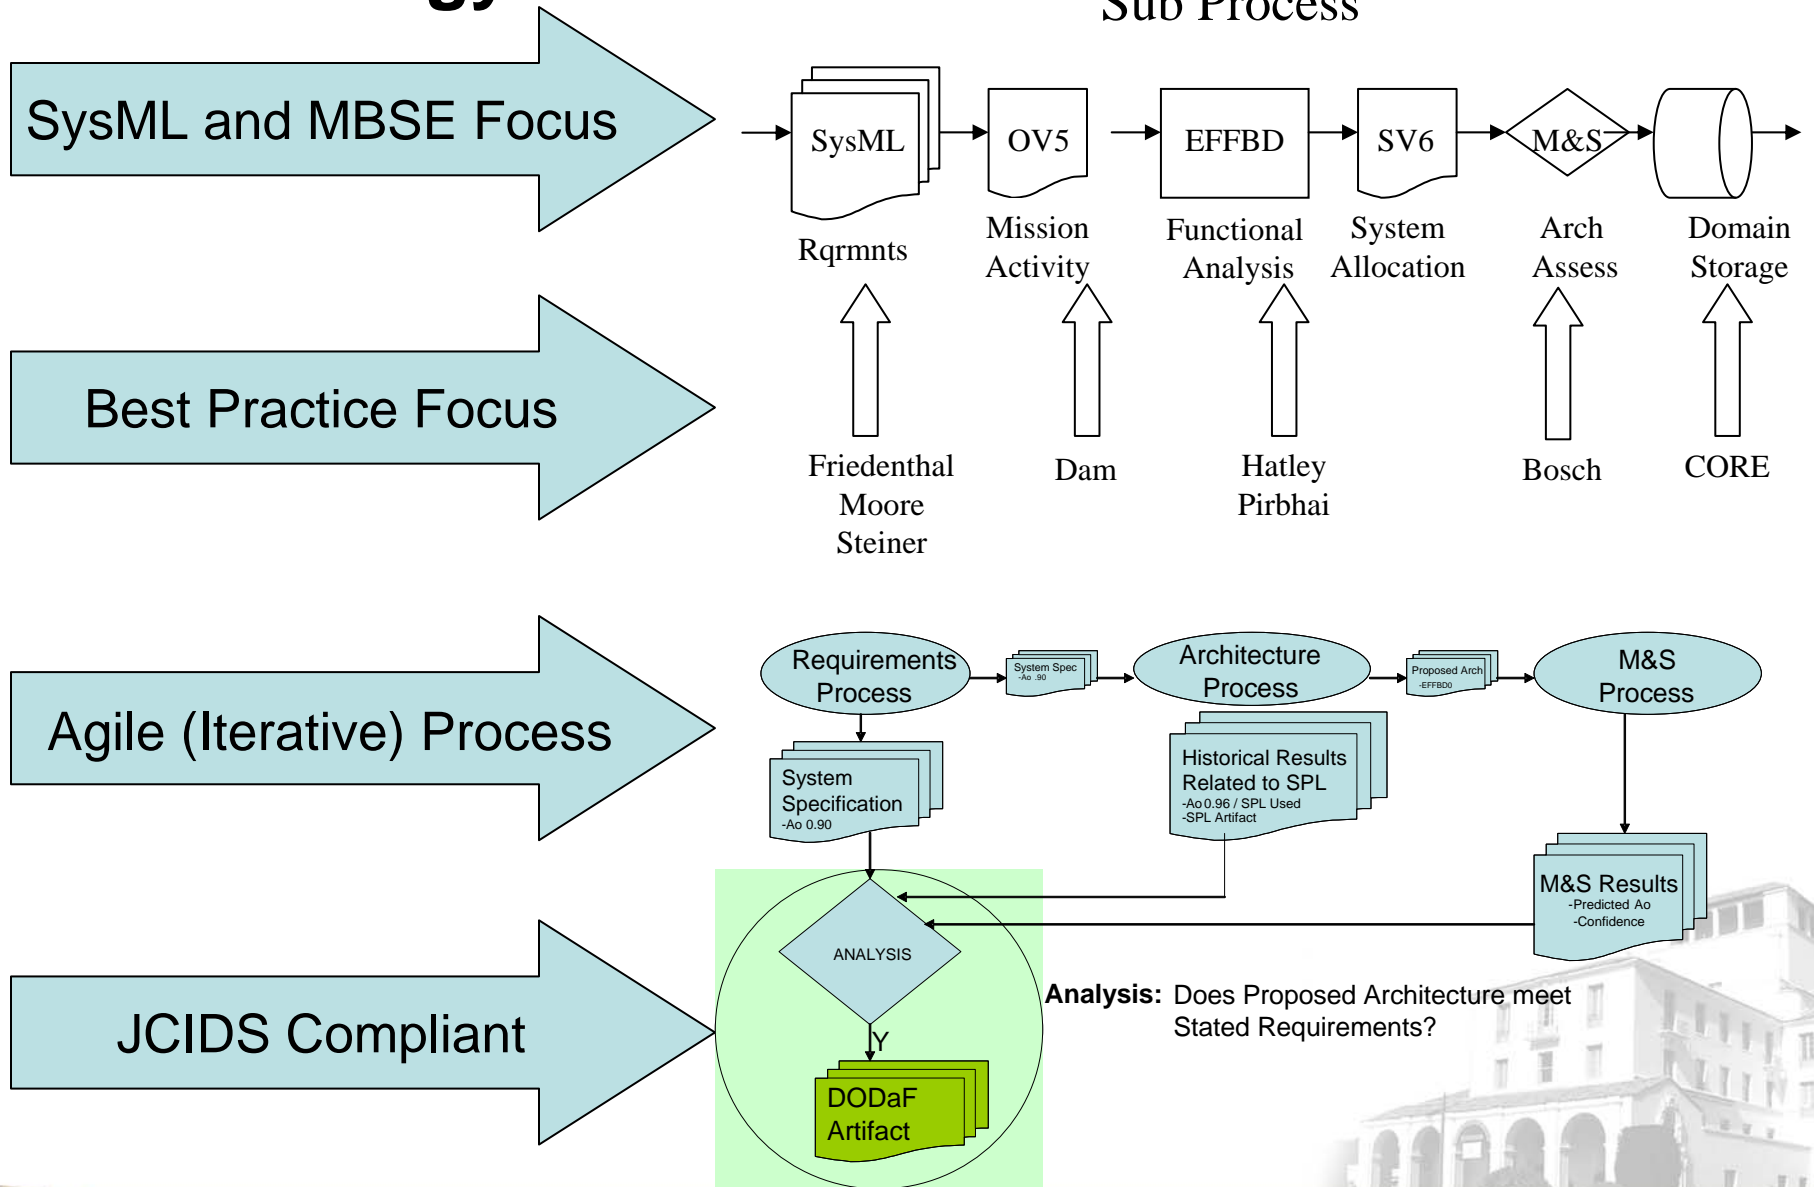 Sub Process
SysML and MBSE Focus
SysML
OV5
EFFBD
SV6
M&S
Rqrmnts
Mission
Activity
Functional
Analysis
System
Allocation
Arch
Assess
Domain
Storage
Best Practice Focus
Friedenthal
Moore
Steiner
Dam
Hatley
Pirbhai
Bosch
CORE
Agile (Iterative) Process
Requirements
Process
System Spec
-Ao .90
Architecture
Process
Proposed Arch
-EFFBD0
M&S
Process
System
Specification
-Ao 0.90
Historical Results
Related to SPL
-Ao 0.96 / SPL Used
-SPL Artifact
M&S Results
-Predicted Ao
-Confidence
JCIDS Compliant
ANALYSIS
Y
DODaF
Artifact
Analysis: Does Proposed Architecture meet
Stated Requirements?